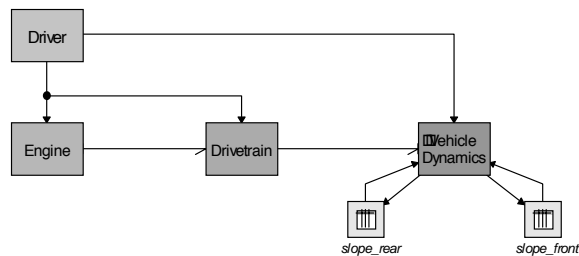 Driver
Engine
Drivetrain
Vehicle
Dynamics
slope_rear
slope_front